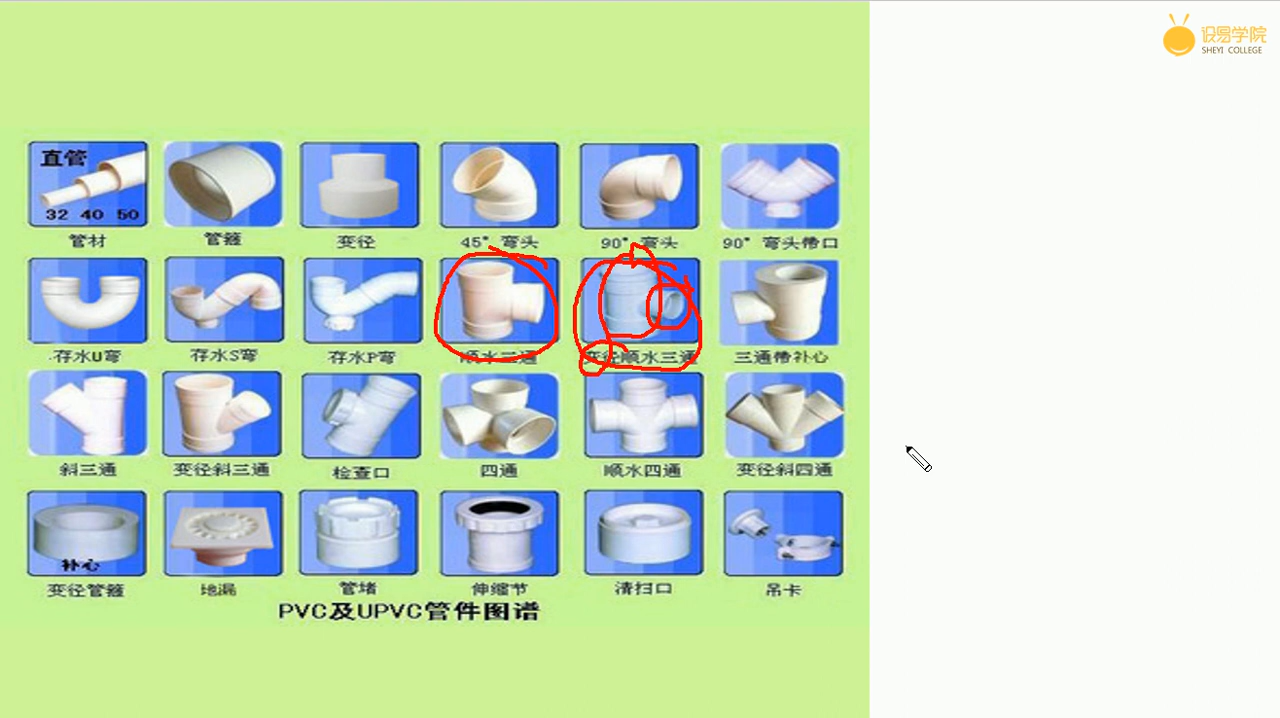 设易学院
SHEYI COLLEGE
直管
32 40 50
管材
管箍
变径
45°弯头
90°弯头
90°弯头带口
存水U弯
存水S弯
存水P弯
顺水三通
变径顺水三通
三通带补心
斜三通
变径斜三通
检查口
四通
顺水四通
变径斜四通
补心
变径管箍
地漏
管堵
伸缩节
清扫口
吊卡
PVC及UPVC管件图谱